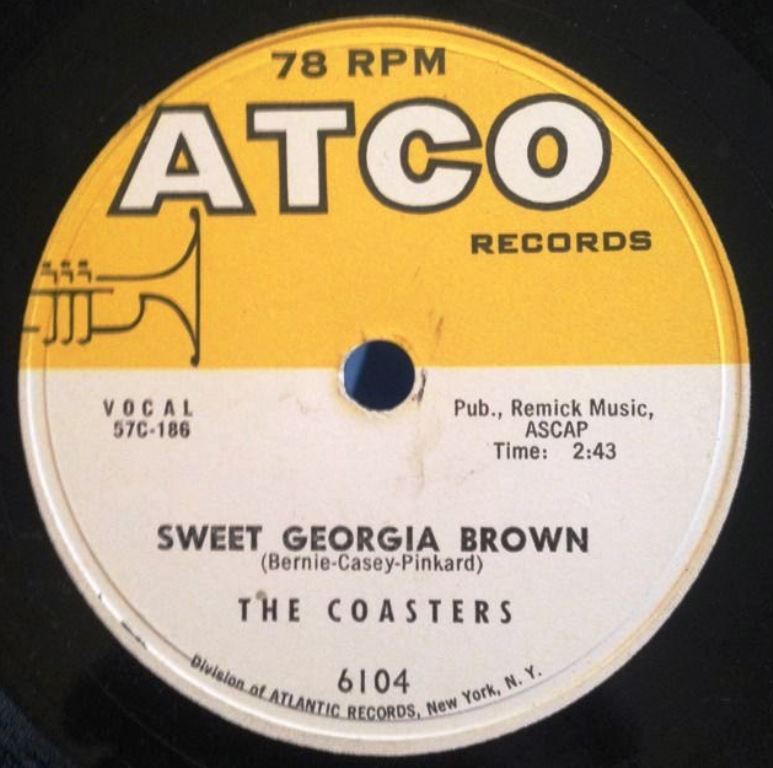 78 RPM
ATCO
RECORDS
VOCAL
57C-186
Pub., Remick Music,
ASCAP
Time: 2:43
SWEET GEORGIA BROWN
(Bernie-Casey-Pinkard)
THE COASTERS
6104
Division of ATLANTIC RECORDS, New York, N. Y.